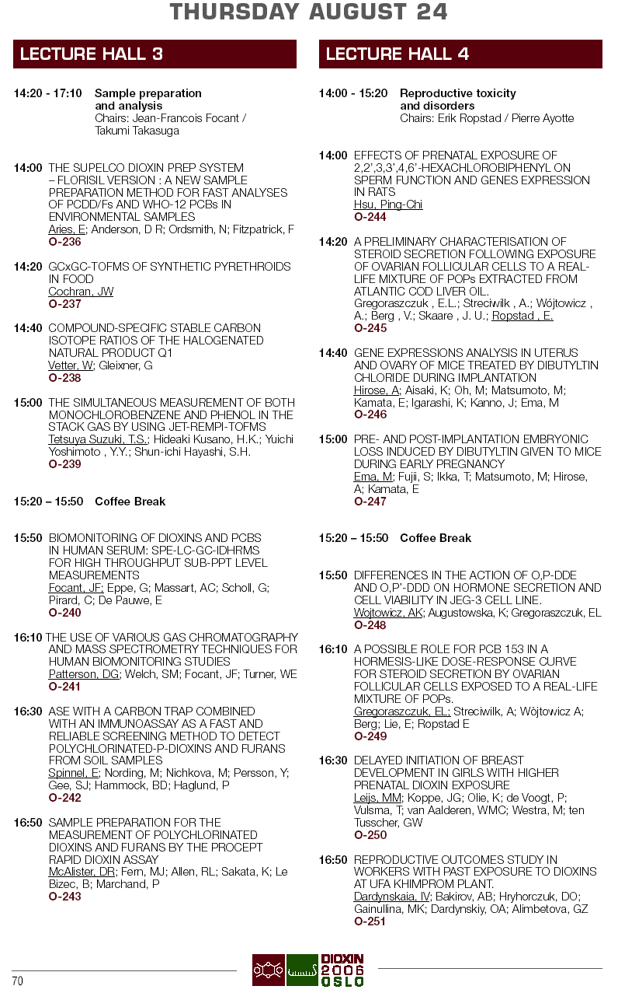 THURSDAY AUGUST 24
LECTURE HALL 3
14:20 - 17:10 Sample preparation
and analysis
Chairs: Jean-Francois Focant /
Takumi Takasuga
14:00 THE SUPELCO DIOXIN PREP SYSTEM
– FLORISIL VERSION : A NEW SAMPLE
PREPARATION METHOD FOR FAST ANALYSES
OF PCDD/Fs AND WHO-12 PCBs IN
ENVIRONMENTAL SAMPLES
Aries, E; Anderson, D R; Ordsmith, N; Fitzpatrick, F
O-236
14:20 GCxGC-TOFMS OF SYNTHETIC PYRETHROIDS
IN FOOD
Cochran, JW
O-237
14:40 COMPOUND-SPECIFIC STABLE CARBON
ISOTOPE RATIOS OF THE HALOGENATED
NATURAL PRODUCT Q1
Vetter, W; Gleixner, G
O-238
15:00 THE SIMULTANEOUS MEASUREMENT OF BOTH
MONOCHLOROBENZENE AND PHENOL IN THE
STACK GAS BY USING JET-REMPI-TOFMS
Tetsuya Suzuki, T.S.; Hideaki Kusano, H.K.; Yuichi
Yoshimoto , Y.Y.; Shun-ichi Hayashi, S.H.
O-239
15:20 – 15:50 Coffee Break
15:50 BIOMONITORING OF DIOXINS AND PCBS
IN HUMAN SERUM: SPE-LC-GC-IDHRMS
FOR HIGH THROUGHPUT SUB-PPT LEVEL
MEASUREMENTS
Focant, JF; Eppe, G; Massart, AC; Scholl, G;
Pirard, C; De Pauwe, E
O-240
16:10 THE USE OF VARIOUS GAS CHROMATOGRAPHY
AND MASS SPECTROMETRY TECHNIQUES FOR
HUMAN BIOMONITORING STUDIES
Patterson, DG; Welch, SM; Focant, JF; Turner, WE
O-241
16:30 ASE WITH A CARBON TRAP COMBINED
WITH AN IMMUNOASSAY AS A FAST AND
RELIABLE SCREENING METHOD TO DETECT
POLYCHLORINATED-P-DIOXINS AND FURANS
FROM SOIL SAMPLES
Spinnel, E; Nording, M; Nichkova, M; Persson, Y;
Gee, SJ; Hammock, BD; Haglund, P
O-242
16:50 SAMPLE PREPARATION FOR THE
MEASUREMENT OF POLYCHLORINATED
DIOXINS AND FURANS BY THE PROCEPT
RAPID DIOXIN ASSAY
McAlister, DR; Fern, MJ; Allen, RL; Sakata, K; Le
Bizec, B; Marchand, P
O-243
LECTURE HALL 4
14:00 - 15:20 Reproductive toxicity
and disorders
Chairs: Erik Ropstad / Pierre Ayotte
14:00 EFFECTS OF PRENATAL EXPOSURE OF
2,2',3,3',4,6'-HEXACHLOROBIPHENYL ON
SPERM FUNCTION AND GENES EXPRESSION
IN RATS
Hsu, Ping-Chi
O-244
14:20 A PRELIMINARY CHARACTERISATION OF
STEROID SECRETION FOLLOWING EXPOSURE
OF OVARIAN FOLLICULAR CELLS TO A REAL-
LIFE MIXTURE OF POPs EXTRACTED FROM
ATLANTIC COD LIVER OIL.
Gregoraszczuk , E.L.; Streciwilk , A.; Wójtowicz ,
A.; Berg , V.; Skaare , J. U.; Ropstad , E.
O-245
14:40 GENE EXPRESSIONS ANALYSIS IN UTERUS
AND OVARY OF MICE TREATED BY DIBUTYLTIN
CHLORIDE DURING IMPLANTATION
Hirose, A; Aisaki, K; Oh, M; Matsumoto, M;
Kamata, E; Igarashi, K; Kanno, J; Ema, M
O-246
15:00 PRE- AND POST-IMPLANTATION EMBRYONIC
LOSS INDUCED BY DIBUTYLTIN GIVEN TO MICE
DURING EARLY PREGNANCY
Ema, M; Fujii, S; Ikka, T; Matsumoto, M; Hirose,
A; Kamata, E
O-247
15:20 – 15:50 Coffee Break
15:50 DIFFERENCES IN THE ACTION OF O,P-DDE
AND O,P'-DDD ON HORMONE SECRETION AND
CELL VIABILITY IN JEG-3 CELL LINE.
Wojtowicz, AK; Augustowska, K; Gregoraszczuk, EL
O-248
16:10 A POSSIBLE ROLE FOR PCB 153 IN A
HORMESIS-LIKE DOSE-RESPONSE CURVE
FOR STEROID SECRETION BY OVARIAN
FOLLICULAR CELLS EXPOSED TO A REAL-LIFE
MIXTURE OF POPs.
Gregoraszczuk, EL; Streciwilk, A; Wòjtowicz A;
Berg; Lie, E; Ropstad E
O-249
16:30 DELAYED INITIATION OF BREAST
DEVELOPMENT IN GIRLS WITH HIGHER
PRENATAL DIOXIN EXPOSURE
Leijs, MM; Koppe, JG; Olie, K; de Voogt, P;
Vulsma, T; van Aalderen, WMC; Westra, M; ten
Tusscher, GW
O-250
16:50 REPRODUCTIVE OUTCOMES STUDY IN
WORKERS WITH PAST EXPOSURE TO DIOXINS
AT UFA KHIMPROM PLANT.
Dardynskaia, IV; Bakirov, AB; Hryhorczuk, DO;
Gainullina, MK; Dardynskiy, OA; Alimbetova, GZ
O-251
70
DIOXIN
2006
OSLO